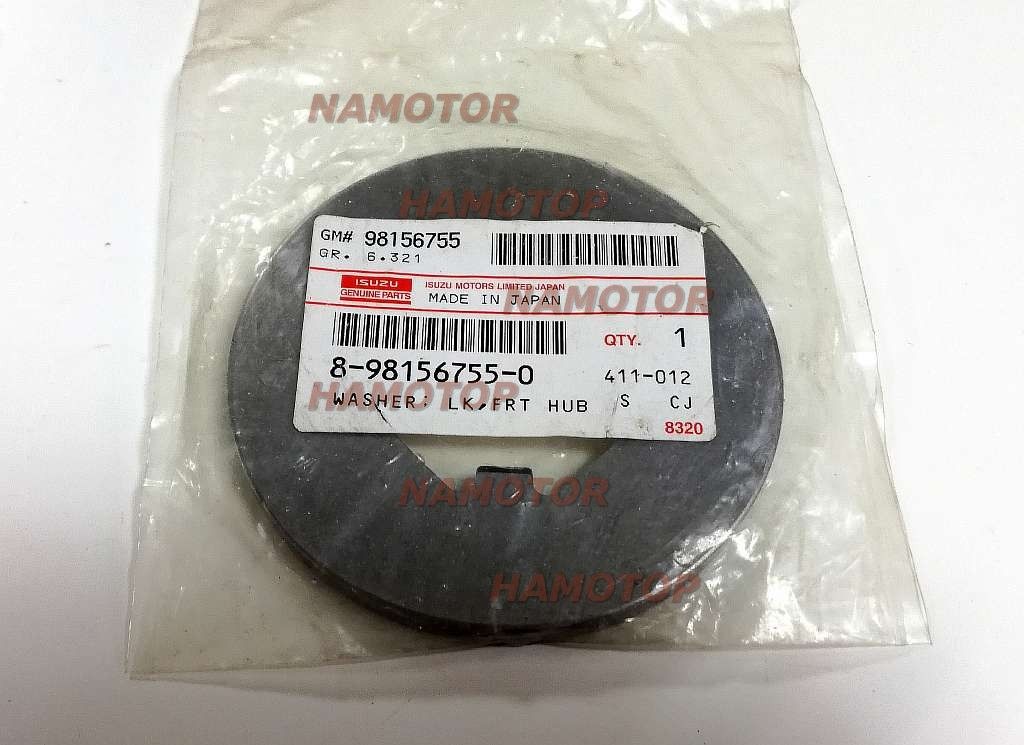 NAMOTOR
HAMOTOP
GM# 98156755
GR. 6.321
ISUZU
GENUINE PARTS
ISUZU MOTORS LIMITED JAPAN
MADE IN JAPAN
NAMOTOR
QTY. 1
8-98156755-0
411-012
HAMOTOP
WASHER: LK,FRT HUB S CJ
8320
NAMOTOR
HAMOTOP